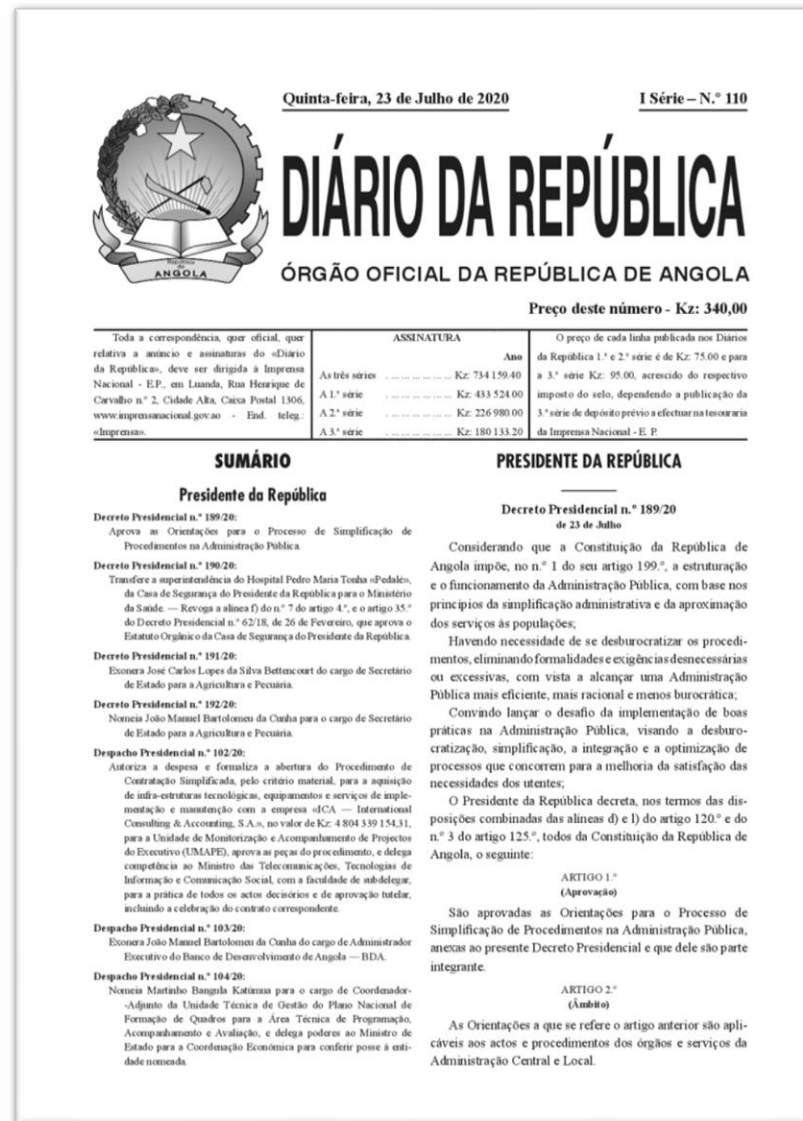 Quinta-feira, 23 de Julho de 2020
I Série – N.º 110
DIÁRIO DA REPÚBLICA
República
de
ANGOLA
ÓRGÃO OFICIAL DA REPÚBLICA DE ANGOLA
Preço deste número - Kz: 340,00
Toda a correspondência, quer oficial, quer
relativa a anúncio e assinaturas do «Diário
da República», deve ser dirigida à Imprensa
Nacional - E.P., em Luanda, Rua Henrique de
Carvalho n.º 2, Cidade Alta, Caixa Postal 1306,
www.imprensanacional.gov.ao - End. teleg.:
«Imprensa».
ASSINATURA
Ano
As três séries ... ... ... ... ... ... Kz: 734 159.40
A 1.ª série ... ... ... ... ... ... Kz: 433 524.00
A 2.ª série ... ... ... ... ... ... Kz: 226 980.00
A 3.ª série ... ... ... ... ... ... Kz: 180 133.20
O preço de cada linha publicada nos Diários
da República 1.ª e 2.ª série é de Kz: 75.00 e para
a 3.ª série Kz: 95.00, acrescido do respectivo
imposto do selo, dependendo a publicação da
3.ª série de depósito prévio a efectuar na tesouraria
da Imprensa Nacional - E. P.
SUMÁRIO
Presidente da República
Decreto Presidencial n.º 189/20:
Aprova as Orientações para o Processo de Simplificação de
Procedimentos na Administração Pública.
Decreto Presidencial n.º 190/20:
Transfere a superintendência do Hospital Pedro Maria Tonha «Pedalé»,
da Casa de Segurança do Presidente da República para o Ministério
da Saúde. — Revoga a alínea f) do n.º 7 do artigo 4.º, e o artigo 35.º
do Decreto Presidencial n.º 62/18, de 26 de Fevereiro, que aprova o
Estatuto Orgânico da Casa de Segurança do Presidente da República.
Decreto Presidencial n.º 191/20:
Exonera José Carlos Lopes da Silva Bettencourt do cargo de Secretário
de Estado para a Agricultura e Pecuária.
Decreto Presidencial n.º 192/20:
Nomeia João Manuel Bartolomeu da Cunha para o cargo de Secretário
de Estado para a Agricultura e Pecuária.
Despacho Presidencial n.º 102/20:
Autoriza a despesa e formaliza a abertura do Procedimento de
Contratação Simplificada, pelo critério material, para a aquisição
de infra-estruturas tecnológicas, equipamentos e serviços de imple-
mentação e manutenção com a empresa «ICA — International
Consulting & Accounting, S.A.», no valor de Kz: 4 804 339 154,31,
para a Unidade de Monitorização e Acompanhamento de Projectos
do Executivo (UMAPE), aprova as peças do procedimento, e delega
competência ao Ministro das Telecomunicações, Tecnologias de
Informação e Comunicação Social, com a faculdade de subdelegar,
para a prática de todos os actos decisórios e de aprovação tutelar,
incluindo a celebração do contrato correspondente.
Despacho Presidencial n.º 103/20:
Exonera João Manuel Bartolomeu da Cunha do cargo de Administrador
Executivo do Banco de Desenvolvimento de Angola — BDA.
Despacho Presidencial n.º 104/20:
Nomeia Martinho Bangula Katúmua para o cargo de Coordenador-
-Adjunto da Unidade Técnica de Gestão do Plano Nacional de
Formação de Quadros para a Área Técnica de Programação,
Acompanhamento e Avaliação, e delega poderes ao Ministro de
Estado para a Coordenação Económica para conferir posse à enti-
dade nomeada.
PRESIDENTE DA REPÚBLICA
Decreto Presidencial n.º 189/20
de 23 de Julho
Considerando que a Constituição da República de
Angola impõe, no n.º 1 do seu artigo 199.º, a estruturação
e o funcionamento da Administração Pública, com base nos
princípios da simplificação administrativa e da aproximação
dos serviços às populações;
Havendo necessidade de se desburocratizar os procedi-
mentos, eliminando formalidades e exigências desnecessárias
ou excessivas, com vista a alcançar uma Administração
Pública mais eficiente, mais racional e menos burocrática;
Convindo lançar o desafio da implementação de boas
práticas na Administração Pública, visando a desburo-
cratização, simplificação, a integração e a optimização de
processos que concorrem para a melhoria da satisfação das
necessidades dos utentes;
O Presidente da República decreta, nos termos das dis-
posições combinadas das alíneas d) e l) do artigo 120.º e do
n.º 3 do artigo 125.º, todos da Constituição da República de
Angola, o seguinte:
ARTIGO 1.º
(Aprovação)
São aprovadas as Orientações para o Processo de
Simplificação de Procedimentos na Administração Pública,
anexas ao presente Decreto Presidencial e que dele são parte
integrante.
ARTIGO 2.º
(Âmbito)
As Orientações a que se refere o artigo anterior são apli-
cáveis aos actos e procedimentos dos órgãos e serviços da
Administração Central e Local.